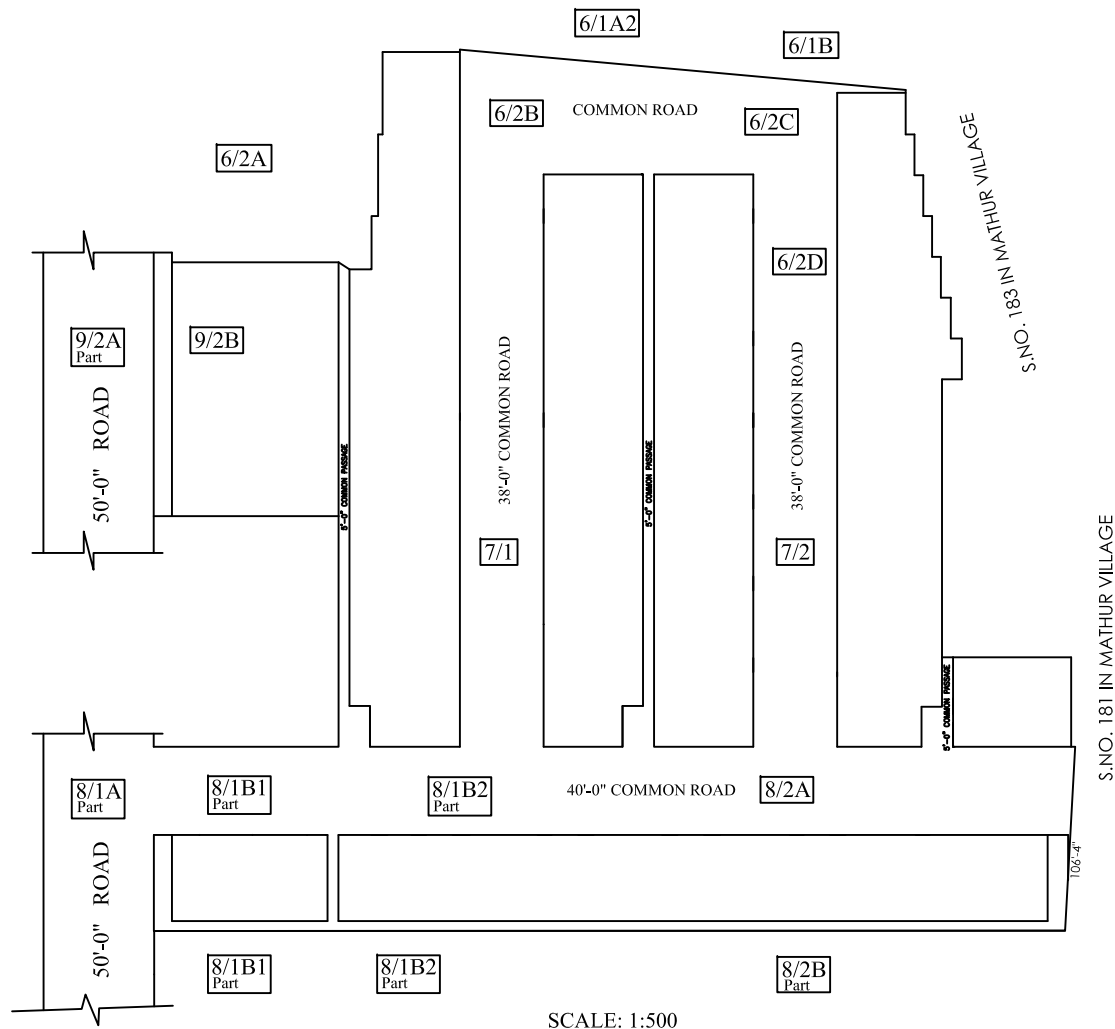 6/1A2
6/1B
6/2B
COMMON ROAD
6/2C
6/2A
S.NO. 183 IN MATHUR VILLAGE
6/2D
9/2A
Part
9/2B
50'-0" ROAD
38'-0" COMMON ROAD
38'-0" COMMON ROAD
5'-0" COMMON PASSAGE
5'-0" COMMON PASSAGE
7/1
7/2
S.NO. 181 IN MATHUR VILLAGE
5'-0" COMMON PASSAGE
8/1A
Part
8/1B1
Part
8/1B2
Part
40'-0" COMMON ROAD
8/2A
50'-0" ROAD
106'-4"
8/1B1
Part
8/1B2
Part
8/2B
Part
SCALE: 1:500